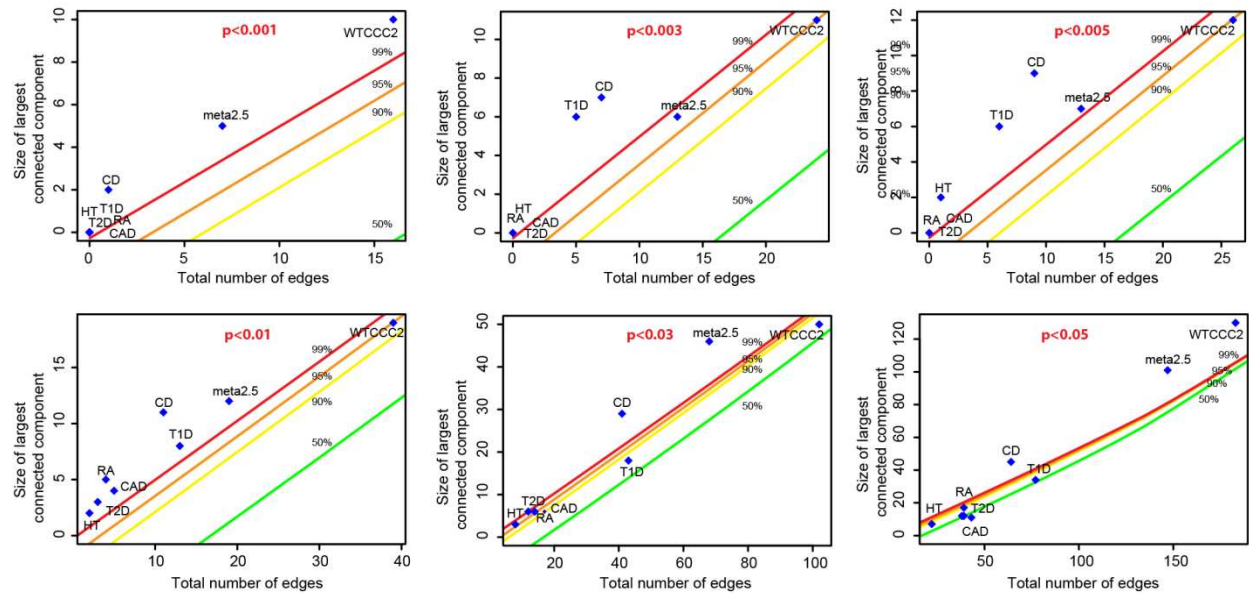 p<0.001
Size of largest
connected component
10
8
6
4
2
0
WTCCC2
99%
95%
90%
50%
meta2.5
CD
HT
T1D
T2D
RA
CAD
0
5
10
15
Total number of edges
p<0.003
Size of largest
connected component
10
8
6
4
2
0
WTCCC2
99%
95%
90%
50%
CD
T1D
meta2.5
HT
RA
CAD
T2D
0
5
10
15
20
Total number of edges
p<0.005
Size of largest
connected component
12
10
8
6
4
2
0
99%
95%
90%
50%
WTCCC2
99%
95%
90%
50%
CD
T1D
meta2.5
HT
RA
CAD
T2D
0
5
10
15
20
25
Total number of edges
p<0.01
Size of largest
connected component
15
10
5
0
WTCCC2
99%
95%
90%
50%
CD
meta2.5
T1D
RA
CAD
T2D
HT
10
20
30
40
Total number of edges
p<0.03
Size of largest
connected component
50
40
30
20
10
0
meta2.5
WTCCC2
99%
95%
90%
50%
CD
T1D
T2D
HT
CAD
RA
20
40
60
80
100
Total number of edges
p<0.05
Size of largest
connected component
120
100
80
60
40
20
0
WTCCC2
99%
95%
90%
50%
meta2.5
CD
T1D
RA
HT
T2D
CAD
50
100
150
Total number of edges